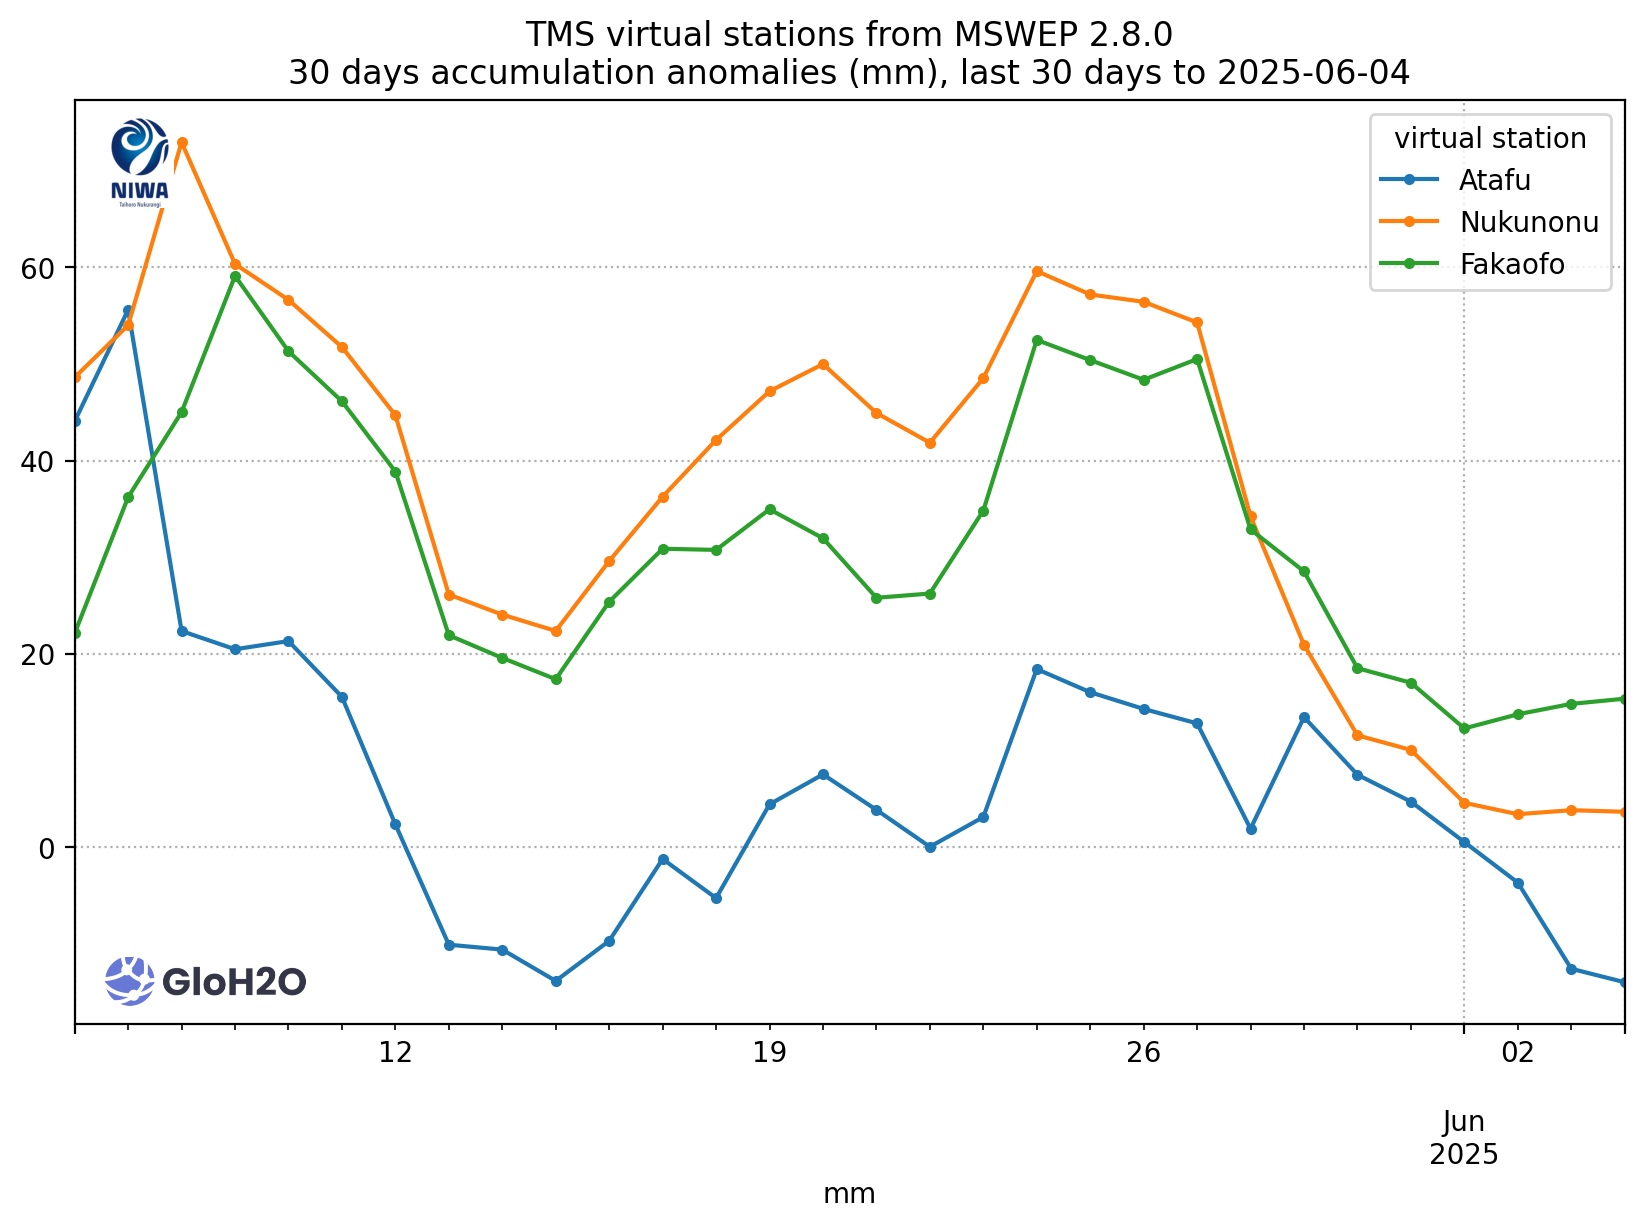 TMS virtual stations from MSWEP 2.8.0
30 days accumulation anomalies (mm), last 30 days to 2025-06-04
NIWA
Taihoro Nukurangi
virtual station
Atafu
Nukunonu
Fakaofo
60
40
20
0
GloH2O
12
19
26
02
Jun
2025
mm